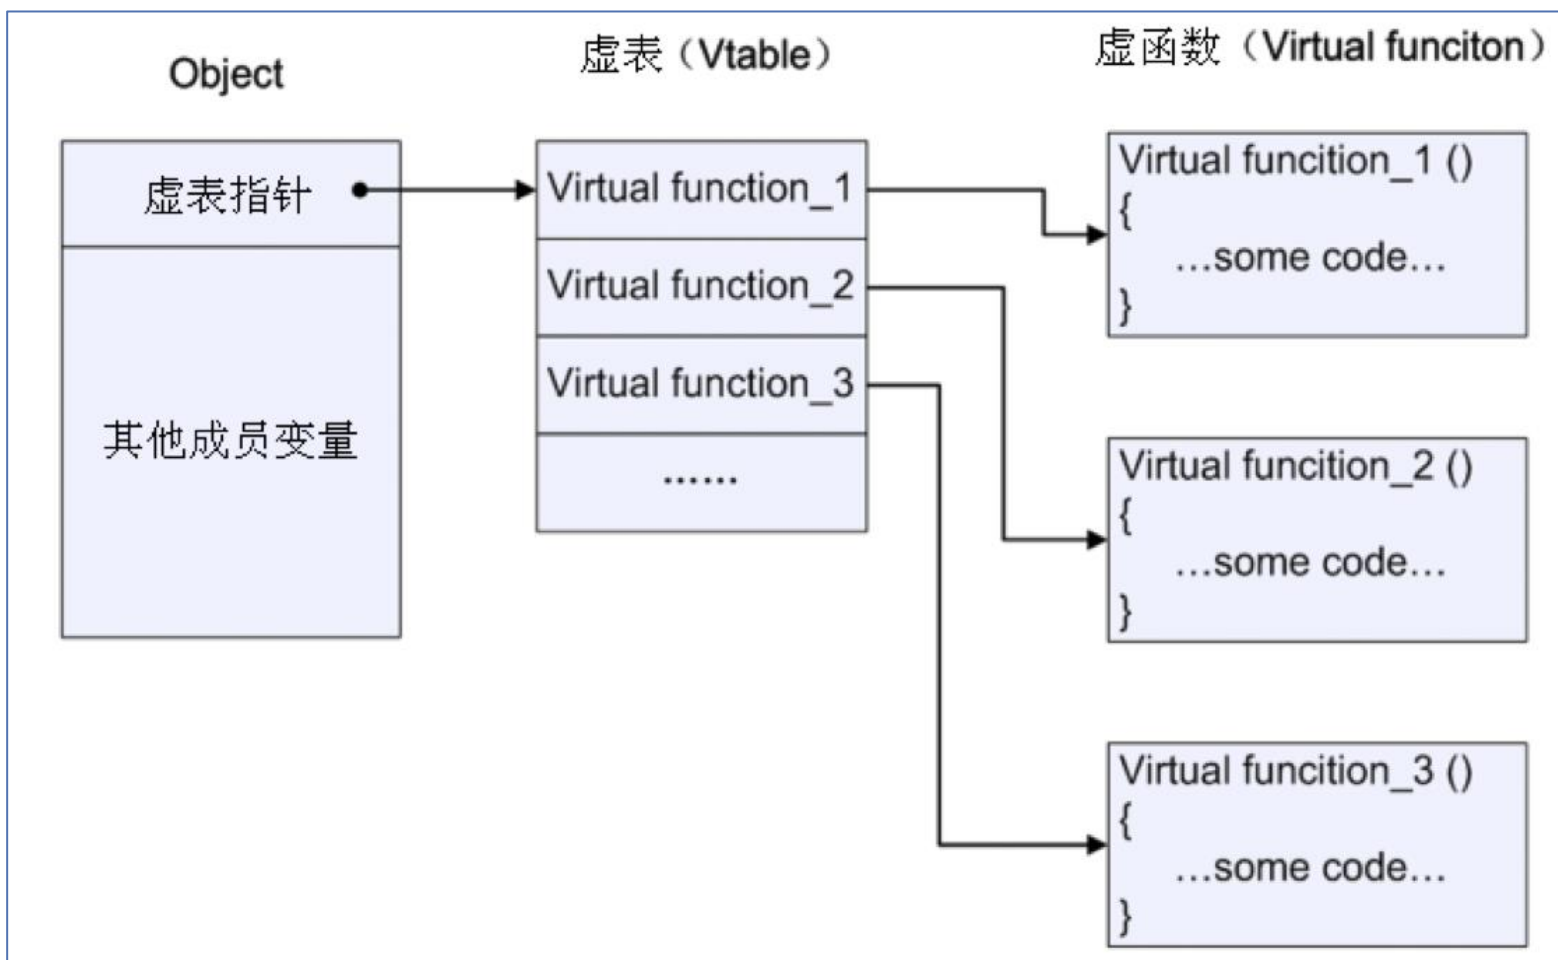 Object
虚表（Vtable）
虚函数（Virtual funciton）
虚表指针
其他成员变量
Virtual function_1
Virtual function_2
Virtual function_3
......
Virtual funcition_1 ()
{
...some code...
}
Virtual funcition_2 ()
{
...some code...
}
Virtual funcition_3 ()
{
...some code...
}